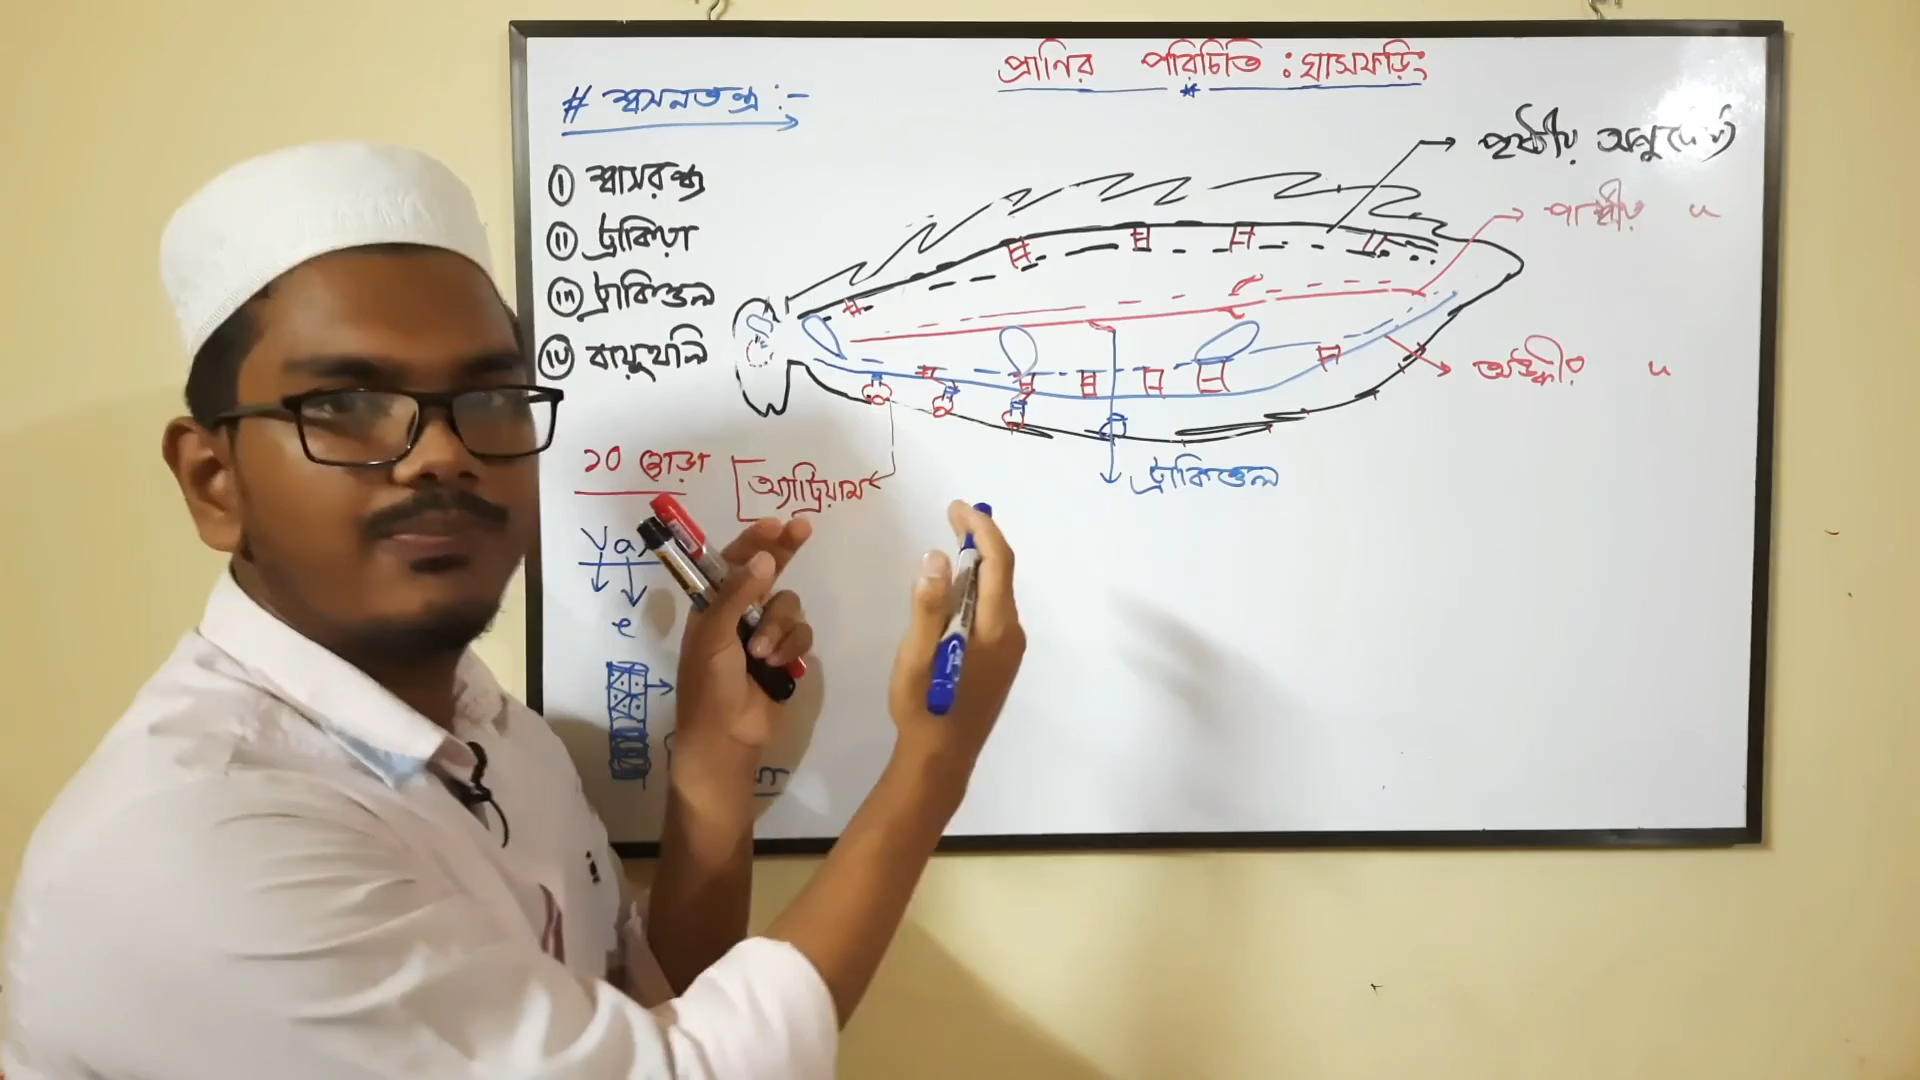 প্রাণির পরিচিতি : ঘাসফড়িং
# শ্বসনতন্ত্র :-
① শ্বাসরন্ধ্র
② ট্রাকিয়া
③ ট্রাকিওল
④ বায়ুথলি
পৃষ্ঠীয় অনুদৈর্ঘ্য
পার্শ্বীয় "
অঙ্কীয় "
১০ জোড়া
অ্যাট্রিয়াম
ট্রাকিওল